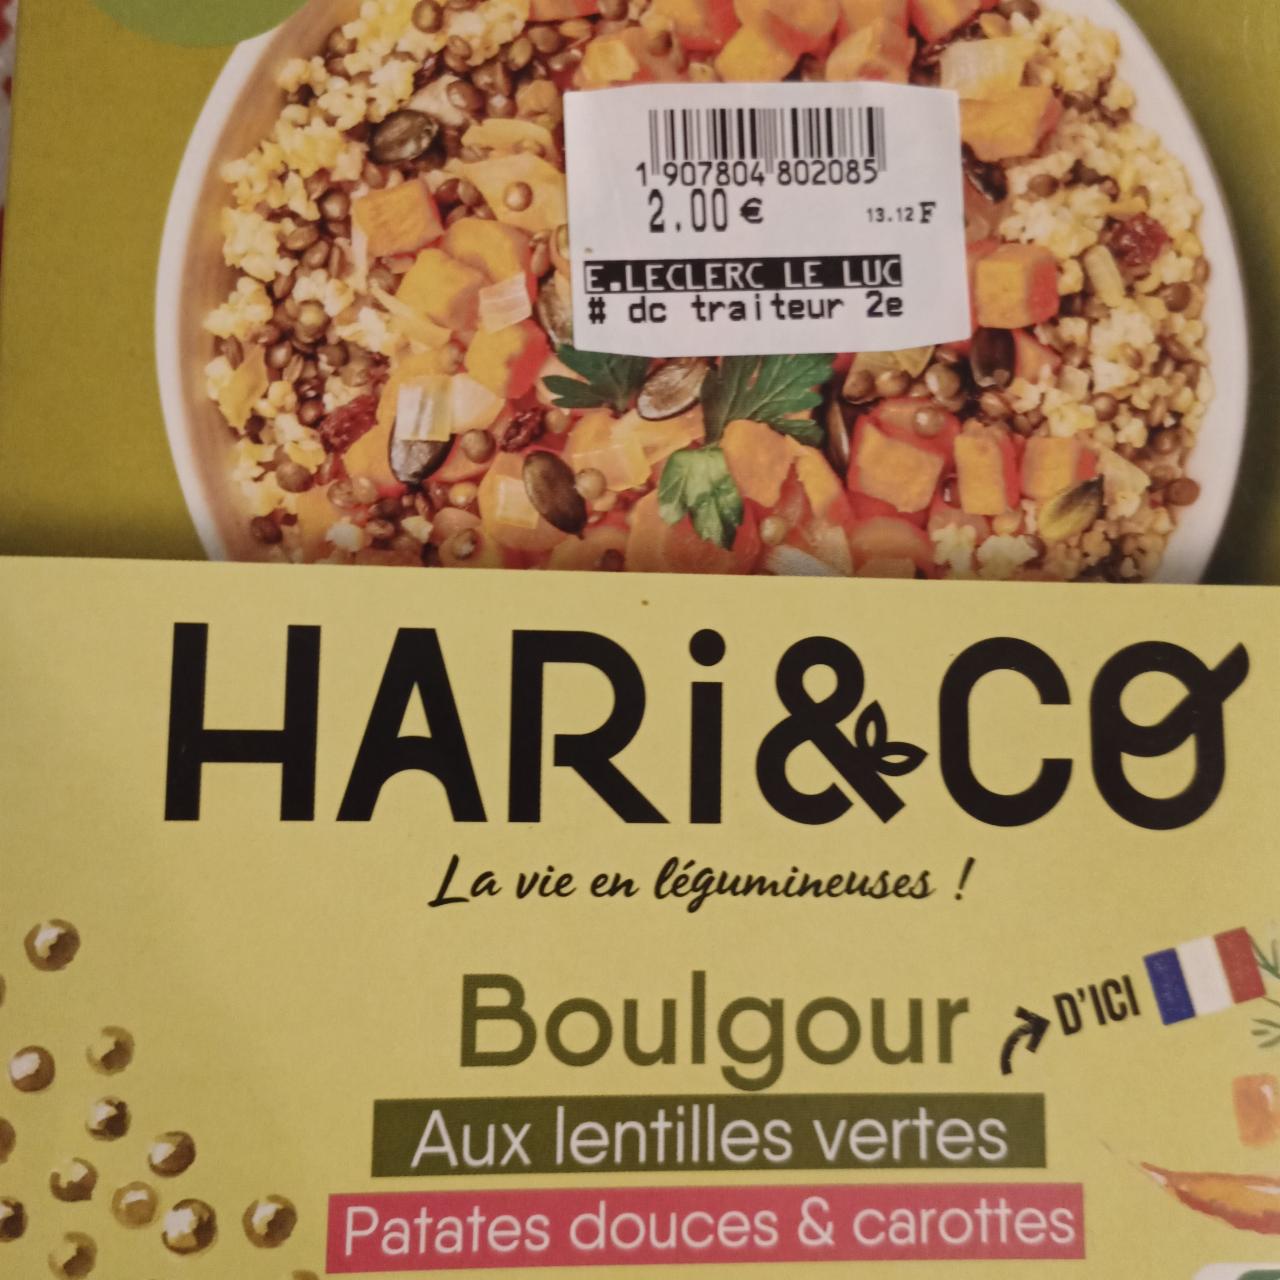 1 907804 802085
2.00 € 13.12 F
E.LECLERC LE LUC
# dc traiteur 2e
HARi&CO
La vie en légumineuses !
Boulgour
D'ICI
Aux lentilles vertes
Patates douces & carottes